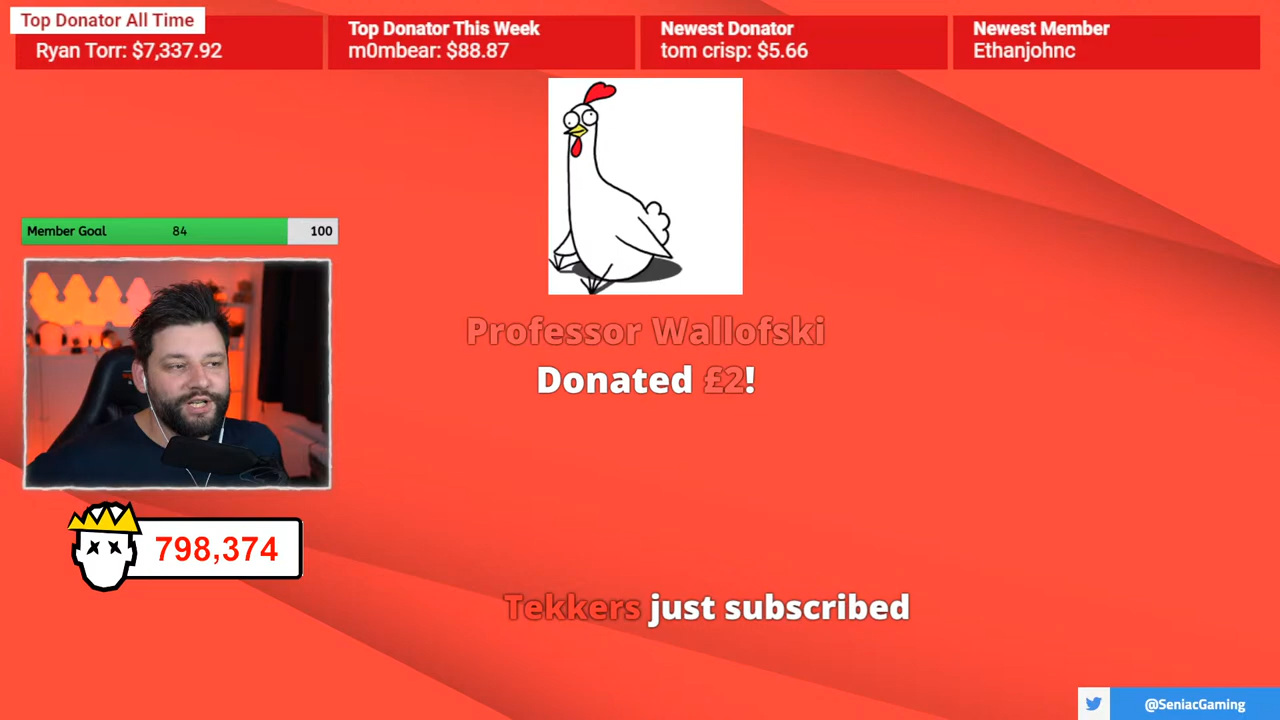 Top Donator All Time
Ryan Torr: $7,337.92
Top Donator This Week
m0mbear: $88.87
Newest Donator
tom crisp: $5.66
Newest Member
Ethanjohnc
Member Goal 84 100
Professor Wallofski
Donated £2!
798,374
Tekkers just subscribed
@SeniacGaming